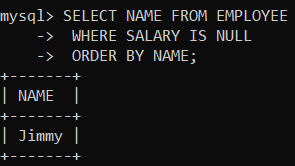 mysql> SELECT NAME FROM EMPLOYEE
    -> WHERE SALARY IS NULL
    -> ORDER BY NAME;
+-------+
| NAME  |
+-------+
| Jimmy |
+-------+